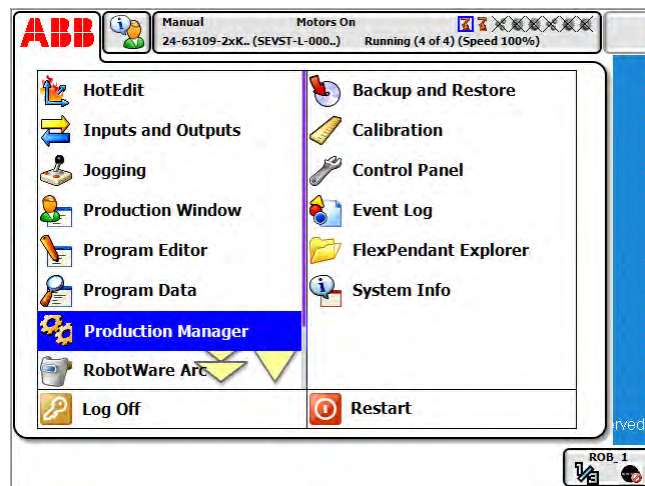 ABB
Manual Motors On
24-63109-2xK.. (SEVST-L-000..) Running (4 of 4) (Speed 100%)
HotEdit
Inputs and Outputs
Jogging
Production Window
Program Editor
Program Data
Production Manager
RobotWare Arc
Log Off
Backup and Restore
Calibration
Control Panel
Event Log
FlexPendant Explorer
System Info
Restart
rved
ROB_1
1/3